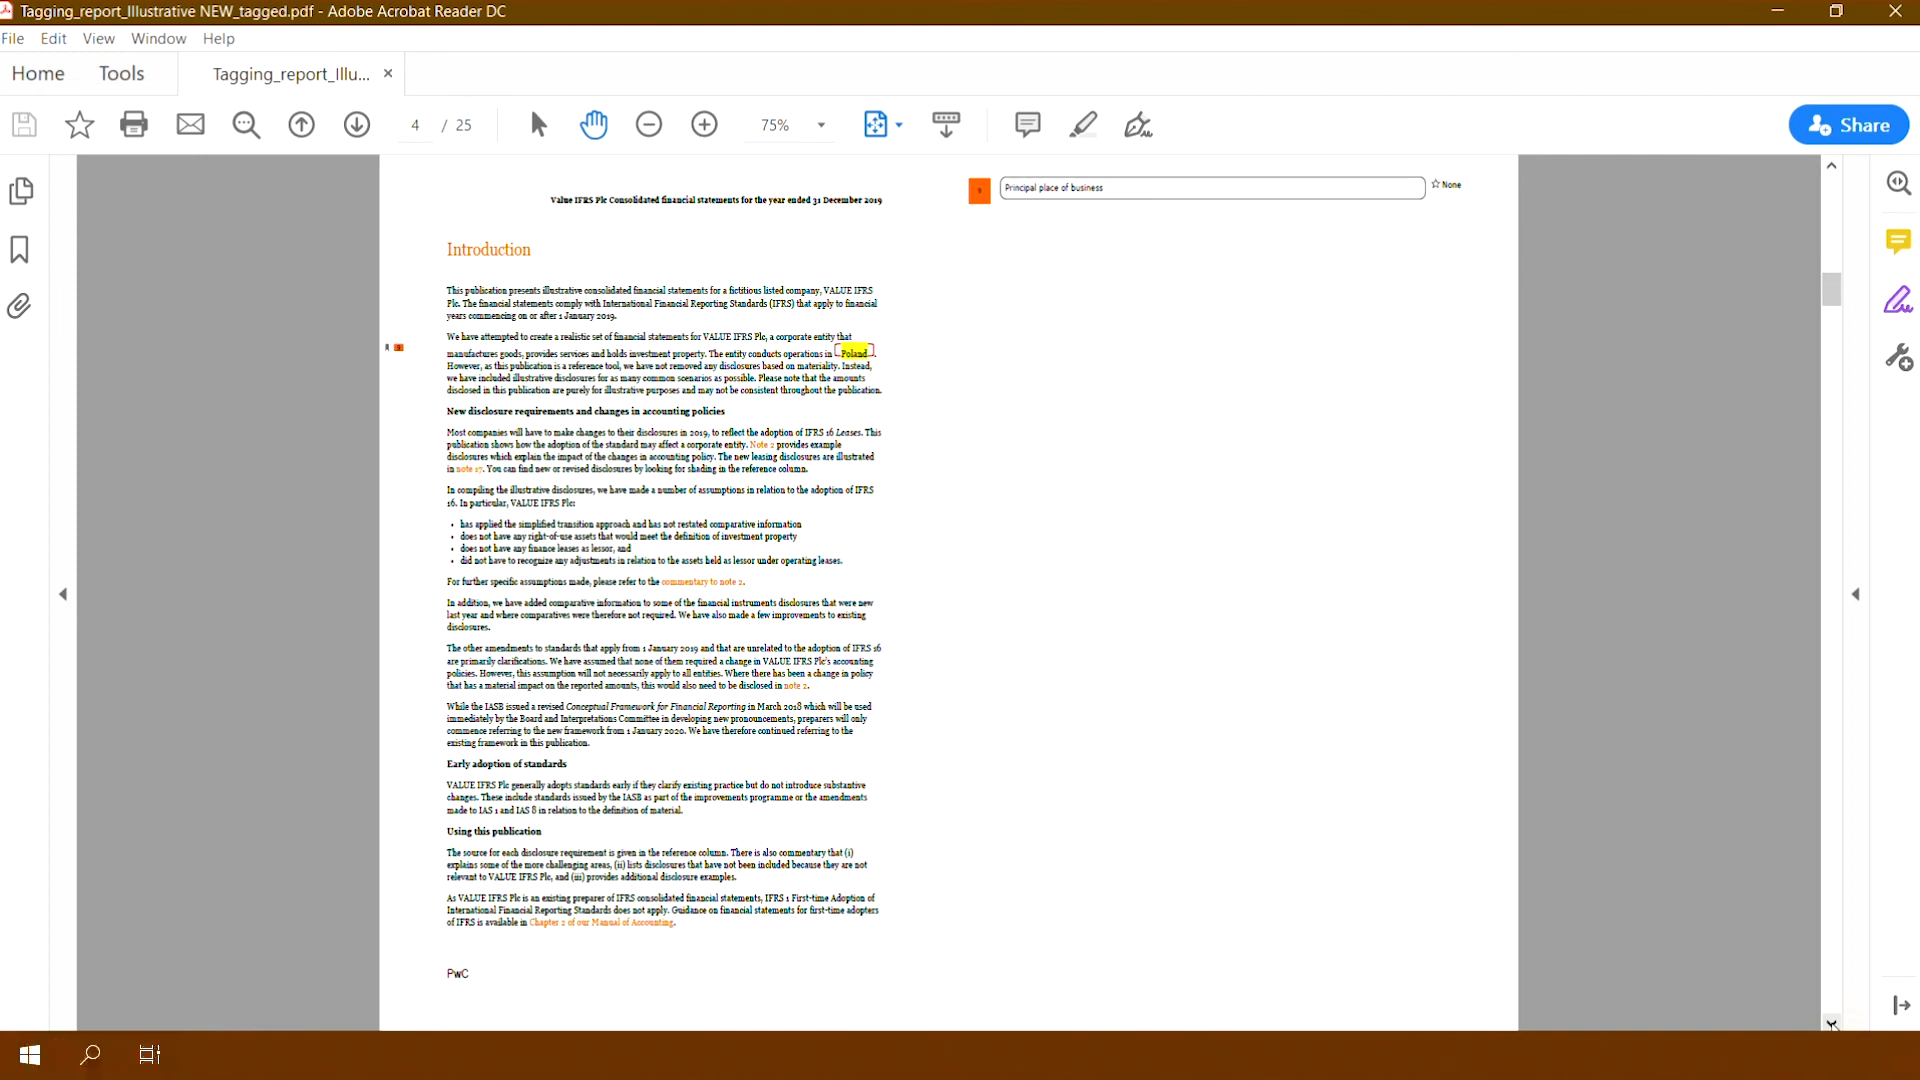 Tagging_report_Illustrative NEW_tagged.pdf - Adobe Acrobat Reader DC
File Edit View Window Help
Home Tools Tagging_report_Illu... ×
4 / 25 75% Share
Value IFRS Plc Consolidated financial statements for the year ended 31 December 2019
9 Principal place of business None
Introduction
This publication presents illustrative consolidated financial statements for a fictitious listed company, VALUE IFRS
Plc. The financial statements comply with International Financial Reporting Standards (IFRS) that apply to financial
years commencing on or after 1 January 2019.
We have attempted to create a realistic set of financial statements for VALUE IFRS Plc, a corporate entity that
9 manufactures goods, provides services and holds investment property. The entity conducts operations in Poland.
However, as this publication is a reference tool, we have not removed any disclosures based on materiality. Instead,
we have included illustrative disclosures for as many common scenarios as possible. Please note that the amounts
disclosed in this publication are purely for illustrative purposes and may not be consistent throughout the publication.
New disclosure requirements and changes in accounting policies
Most companies will have to make changes to their disclosures in 2019, to reflect the adoption of IFRS 16 Leases. This
publication shows how the adoption of the standard may affect a corporate entity. Note 2 provides example
disclosures which explain the impact of the changes in accounting policy. The new leasing disclosures are illustrated
in note 17. You can find new or revised disclosures by looking for shading in the reference column.
In compiling the illustrative disclosures, we have made a number of assumptions in relation to the adoption of IFRS
16. In particular, VALUE IFRS Plc:
• has applied the simplified transition approach and has not restated comparative information
• does not have any right-of-use assets that would meet the definition of investment property
• does not have any finance leases as lessor, and
• did not have to recognize any adjustments in relation to the assets held as lessor under operating leases.
For further specific assumptions made, please refer to the commentary to note 2.
In addition, we have added comparative information to some of the financial instruments disclosures that were new
last year and where comparatives were therefore not required. We have also made a few improvements to existing
disclosures.
The other amendments to standards that apply from 1 January 2019 and that are unrelated to the adoption of IFRS 16
are primarily clarifications. We have assumed that none of them required a change in VALUE IFRS Plc's accounting
policies. However, this assumption will not necessarily apply to all entities. Where there has been a change in policy
that has a material impact on the reported amounts, this would also need to be disclosed in note 2.
While the IASB issued a revised Conceptual Framework for Financial Reporting in March 2018 which will be used
immediately by the Board and Interpretations Committee in developing new pronouncements, preparers will only
commence referring to the new framework from 1 January 2020. We have therefore continued referring to the
existing framework in this publication.
Early adoption of standards
VALUE IFRS Plc generally adopts standards early if they clarify existing practice but do not introduce substantive
changes. These include standards issued by the IASB as part of the improvements programme or the amendments
made to IAS 1 and IAS 8 in relation to the definition of material.
Using this publication
The source for each disclosure requirement is given in the reference column. There is also commentary that (i)
explains some of the more challenging areas, (ii) lists disclosures that have not been included because they are not
relevant to VALUE IFRS Plc, and (iii) provides additional disclosure examples.
As VALUE IFRS Plc is an existing preparer of IFRS consolidated financial statements, IFRS 1 First-time Adoption of
International Financial Reporting Standards does not apply. Guidance on financial statements for first-time adopters
of IFRS is available in Chapter 2 of our Manual of Accounting.
PwC